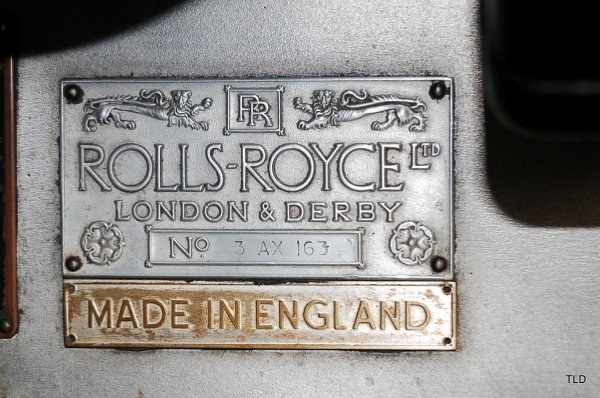 RR
ROLLS-ROYCE LTD
LONDON & DERBY
No 3 AX 163
MADE IN ENGLAND
TLD